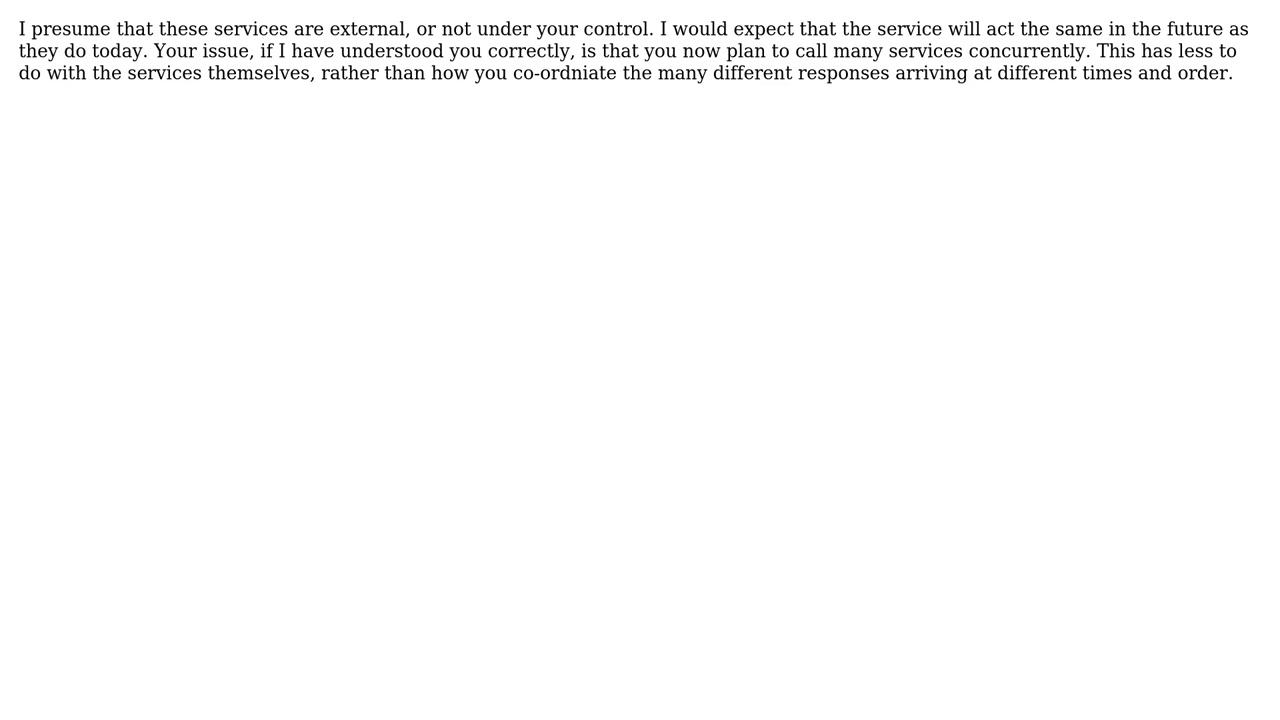 I presume that these services are external, or not under your control. I would expect that the service will act the same in the future as
they do today. Your issue, if I have understood you correctly, is that you now plan to call many services concurrently. This has less to
do with the services themselves, rather than how you co-ordniate the many different responses arriving at different times and order.